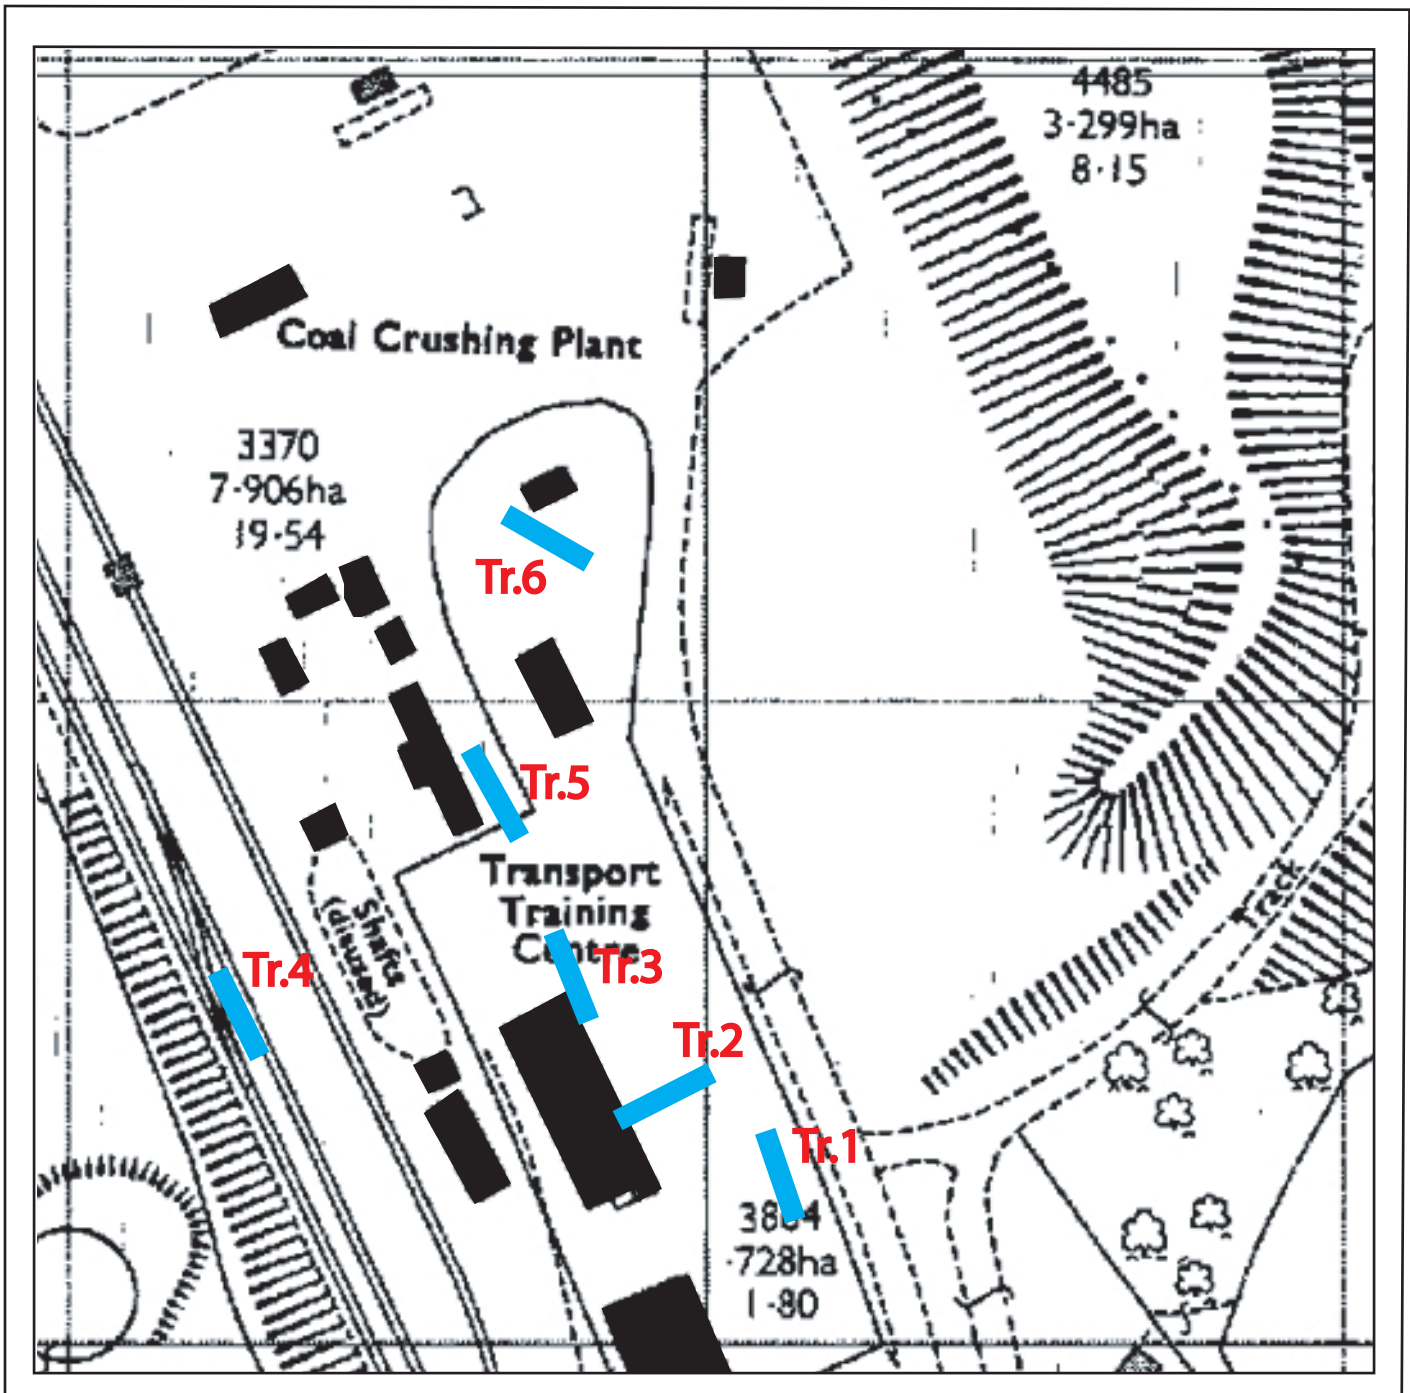 4485
3·299ha
8·15
Coal Crushing Plant
3370
7·906ha
19·54
Tr.6
Tr.5
Transport
Training
Centre
Shafts
(disused)
Tr.4
Tr.3
Tr.2
Tr.1
Track
3864
·728ha
1·80